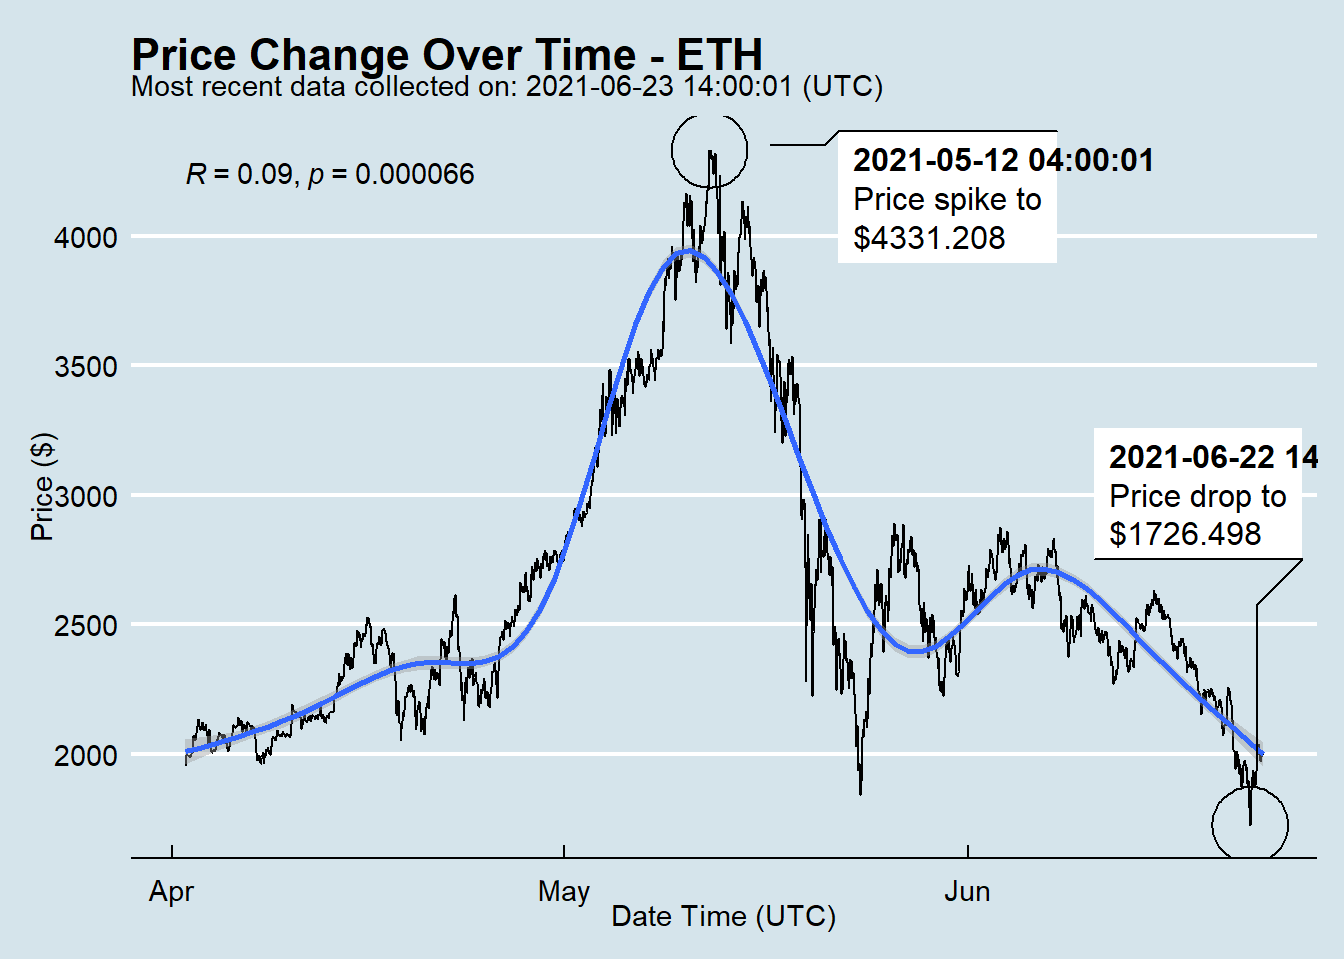 Price Change Over Time - ETH
Most recent data collected on: 2021-06-23 14:00:01 (UTC)
R = 0.09, p = 0.000066
2021-05-12 04:00:01
Price spike to
$4331.208
2021-06-22 14
Price drop to
$1726.498
Price ($)
4000
3500
3000
2500
2000
Apr
May
Jun
Date Time (UTC)